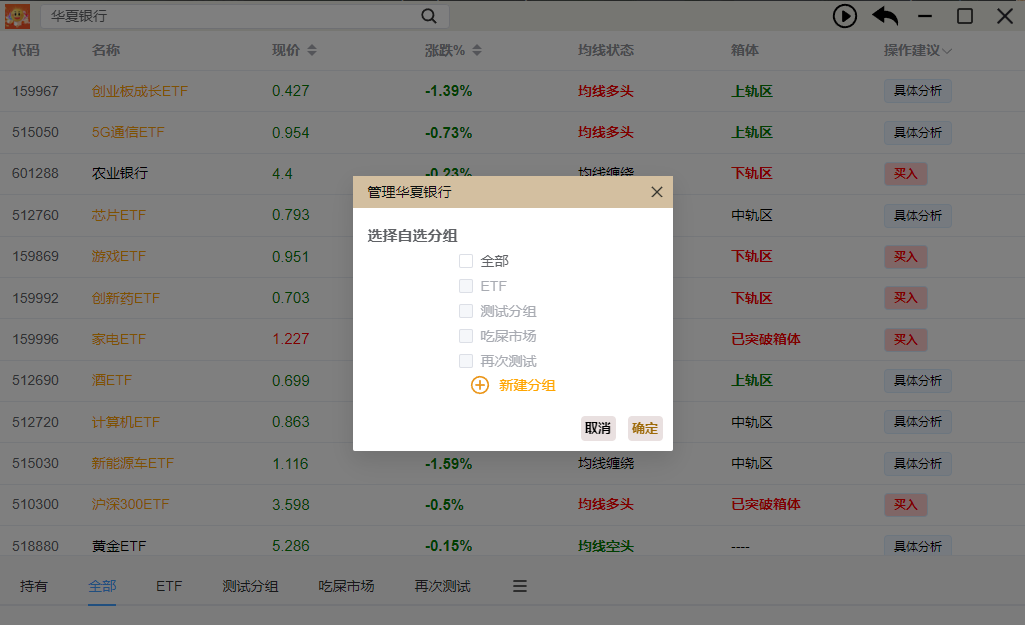 华夏银行
代码 名称 现价 涨跌% 均线状态 箱体 操作建议
159967 创业板成长ETF 0.427 -1.39% 均线多头 上轨区 具体分析
515050 5G通信ETF 0.954 -0.73% 均线多头 上轨区 具体分析
601288 农业银行 4.4 -0.23% 均线缠绕 下轨区 买入
512760 芯片ETF 0.793 中轨区 具体分析
159869 游戏ETF 0.951 下轨区 买入
159992 创新药ETF 0.703 下轨区 买入
159996 家电ETF 1.227 已突破箱体 买入
512690 酒ETF 0.699 上轨区 具体分析
512720 计算机ETF 0.863 中轨区 具体分析
515030 新能源车ETF 1.116 -1.59% 均线缠绕 中轨区 具体分析
510300 沪深300ETF 3.598 -0.5% 均线多头 已突破箱体 买入
518880 黄金ETF 5.286 -0.15% 均线空头 ---- 具体分析
管理华夏银行
选择自选分组
全部
ETF
测试分组
吃屎市场
再次测试
新建分组
取消 确定
持有 全部 ETF 测试分组 吃屎市场 再次测试